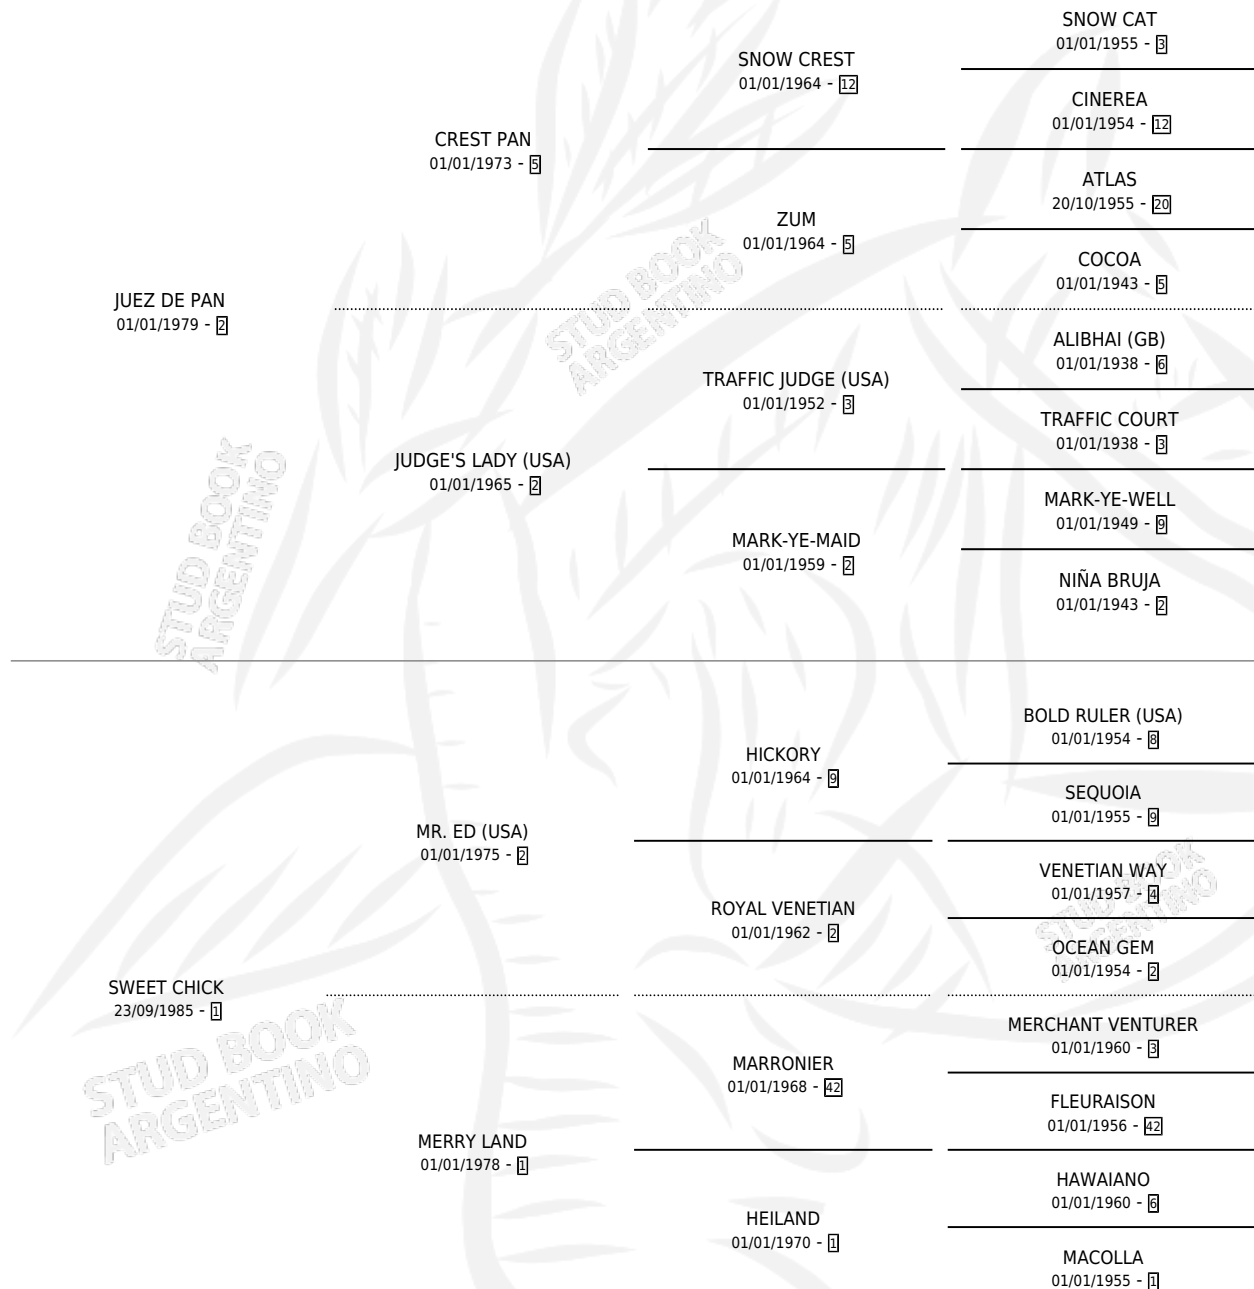 SNOW CAT
01/01/1955 - 3
SNOW CREST
01/01/1964 - 12
CINEREA
01/01/1954 - 12
CREST PAN
01/01/1973 - 5
ATLAS
20/10/1955 - 20
ZUM
01/01/1964 - 5
COCOA
01/01/1943 - 5
JUEZ DE PAN
01/01/1979 - 2
ALIBHAI (GB)
01/01/1938 - 6
TRAFFIC JUDGE (USA)
01/01/1952 - 3
TRAFFIC COURT
01/01/1938 - 3
JUDGE'S LADY (USA)
01/01/1965 - 2
MARK-YE-WELL
01/01/1949 - 9
MARK-YE-MAID
01/01/1959 - 2
NIÑA BRUJA
01/01/1943 - 2
STUD BOOK
ARGENTINO
STUD BOOK
ARGENTINO
BOLD RULER (USA)
01/01/1954 - 8
HICKORY
01/01/1964 - 9
SEQUOIA
01/01/1955 - 9
MR. ED (USA)
01/01/1975 - 2
VENETIAN WAY
01/01/1957 - 4
ROYAL VENETIAN
01/01/1962 - 2
OCEAN GEM
01/01/1954 - 2
SWEET CHICK
23/09/1985 - 1
MERCHANT VENTURER
01/01/1960 - 3
MARRONIER
01/01/1968 - 42
FLEURAISON
01/01/1956 - 42
MERRY LAND
01/01/1978 - 1
HAWAIANO
01/01/1960 - 6
HEILAND
01/01/1970 - 1
MACOLLA
01/01/1955 - 1
STUD BOOK
ARGENTINO
STUD BOOK
ARGENTINO